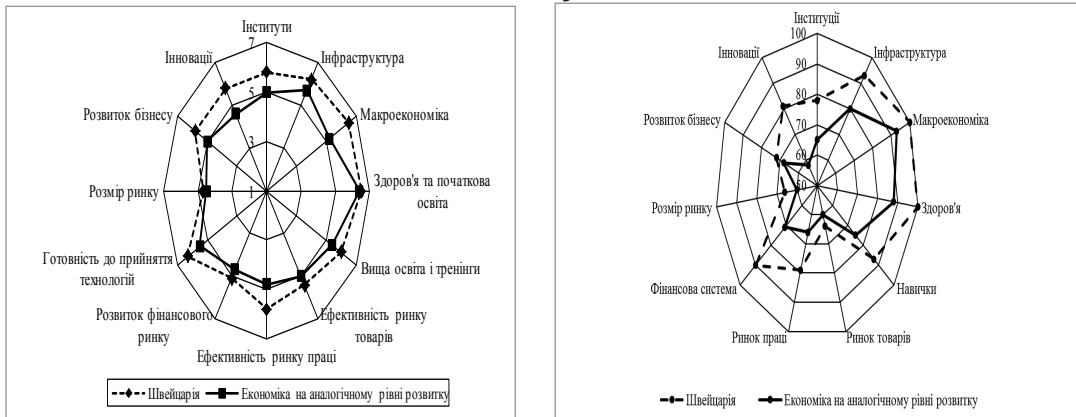 Інститути
7
Інновації
Інфраструктура
5
Розвиток бізнесу
Макроекономіка
3
Розмір ринку
1
Здоров'я та початкова
освіта
Готовність до прийняття
технологій
Вища освіта і тренінги
Розвиток фінансового
ринку
Ефективність ринку
товарів
Ефективність ринку праці
Швейцарія
Економіка на аналогічному рівні розвитку
Інституції
100
Інновації
Інфраструктура
90
80
Розвиток бізнесу
Макроекономіка
70
60
50
Розмір ринку
Здоров'я
Фінансова система
Навички
Ринок праці
Ринок товарів
Швейцарія
Економіка на аналогічному рівні розвитку